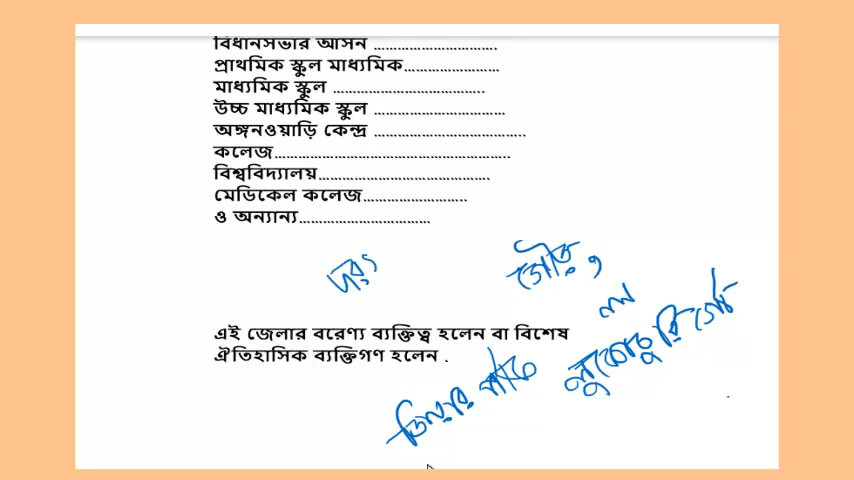 বিধানসভার আসন ...............................
প্রাথমিক স্কুল মাধ্যমিক........................
মাধ্যমিক স্কুল ......................................
উচ্চ মাধ্যমিক স্কুল .................................
অঙ্গনওয়াড়ি কেন্দ্র ......................................
কলেজ...........................................................
বিশ্ববিদ্যালয়...........................................
মেডিকেল কলেজ..........................
ও অন্যান্য.................................
গৌড়
এই জেলার বরেণ্য ব্যক্তিত্ব হলেন বা বিশেষ
ঐতিহাসিক ব্যক্তিগণ হলেন .
লুকোচুরি গেট